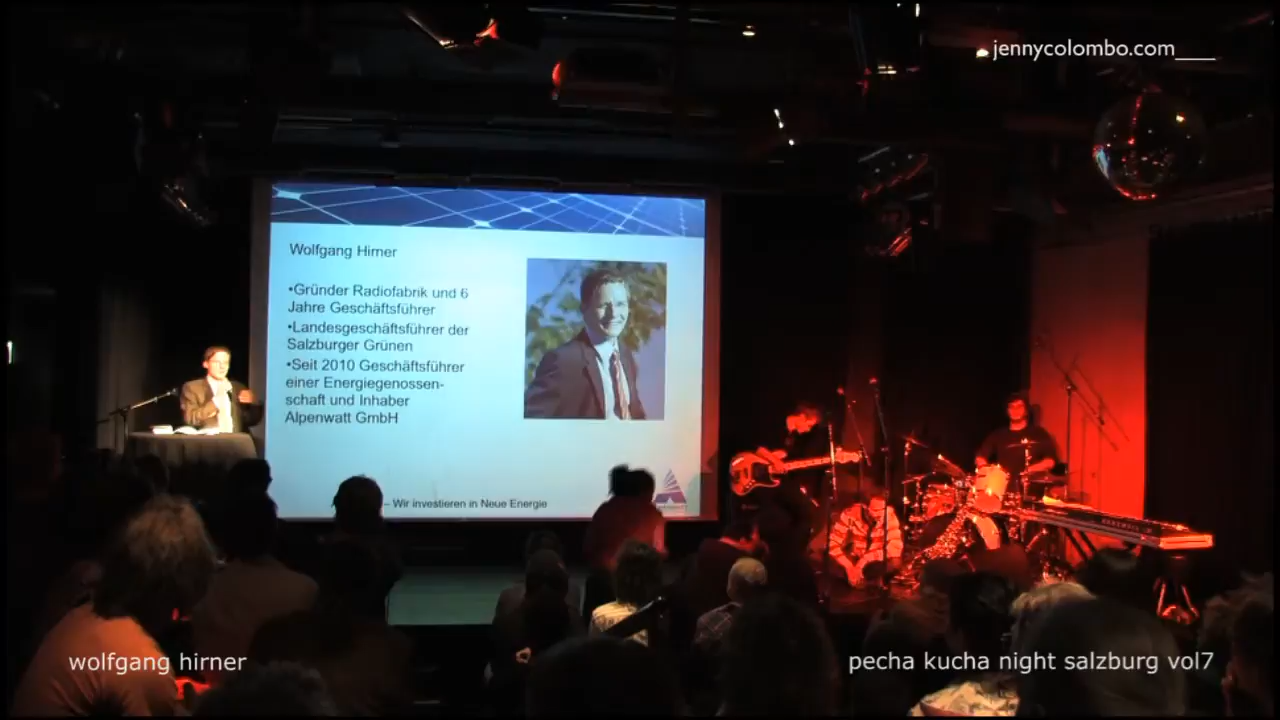 jennycolombo.com___
Wolfgang Hirner
•Gründer Radiofabrik und 6
Jahre Geschäftsführer
•Landesgeschäftsführer der
Salzburger Grünen
•Seit 2010 Geschäftsführer
einer Energiegenossen-
schaft und Inhaber
Alpenwatt GmbH
– Wir investieren in Neue Energie
wolfgang hirner
pecha kucha night salzburg vol7